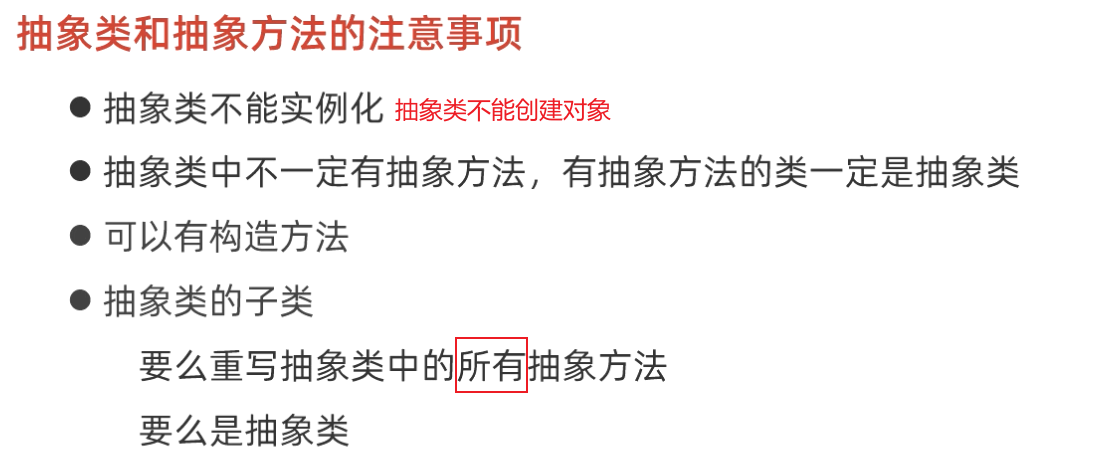 抽象类和抽象方法的注意事项
● 抽象类不能实例化 抽象类不能创建对象
● 抽象类中不一定有抽象方法，有抽象方法的类一定是抽象类
● 可以有构造方法
● 抽象类的子类
要么重写抽象类中的所有抽象方法
要么是抽象类